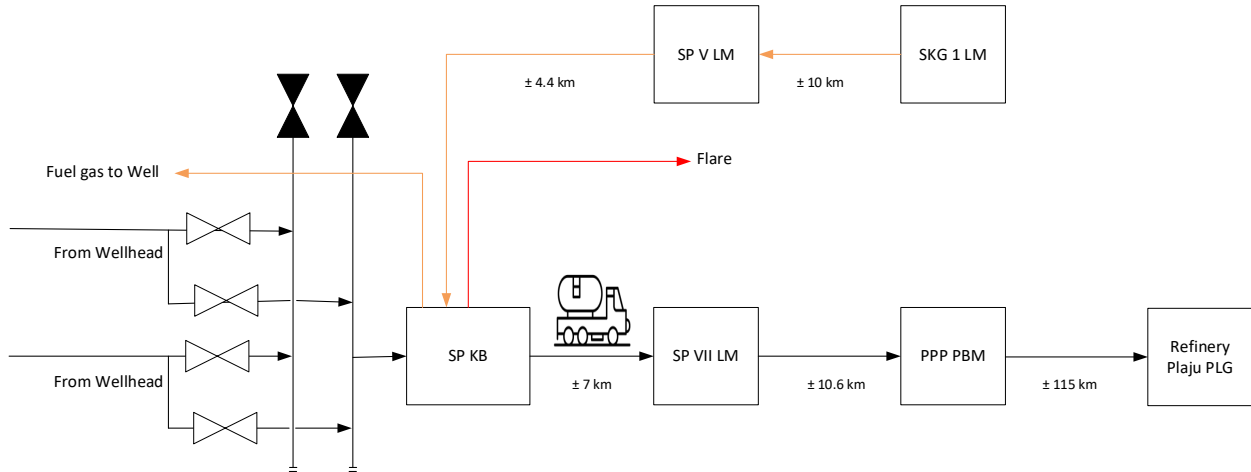 SP V LM
SKG 1 LM
± 4.4 km
± 10 km
Flare
Fuel gas to Well
From Wellhead
SP KB
SP VII LM
PPP PBM
Refinery
Plaju PLG
± 7 km
± 10.6 km
± 115 km
From Wellhead